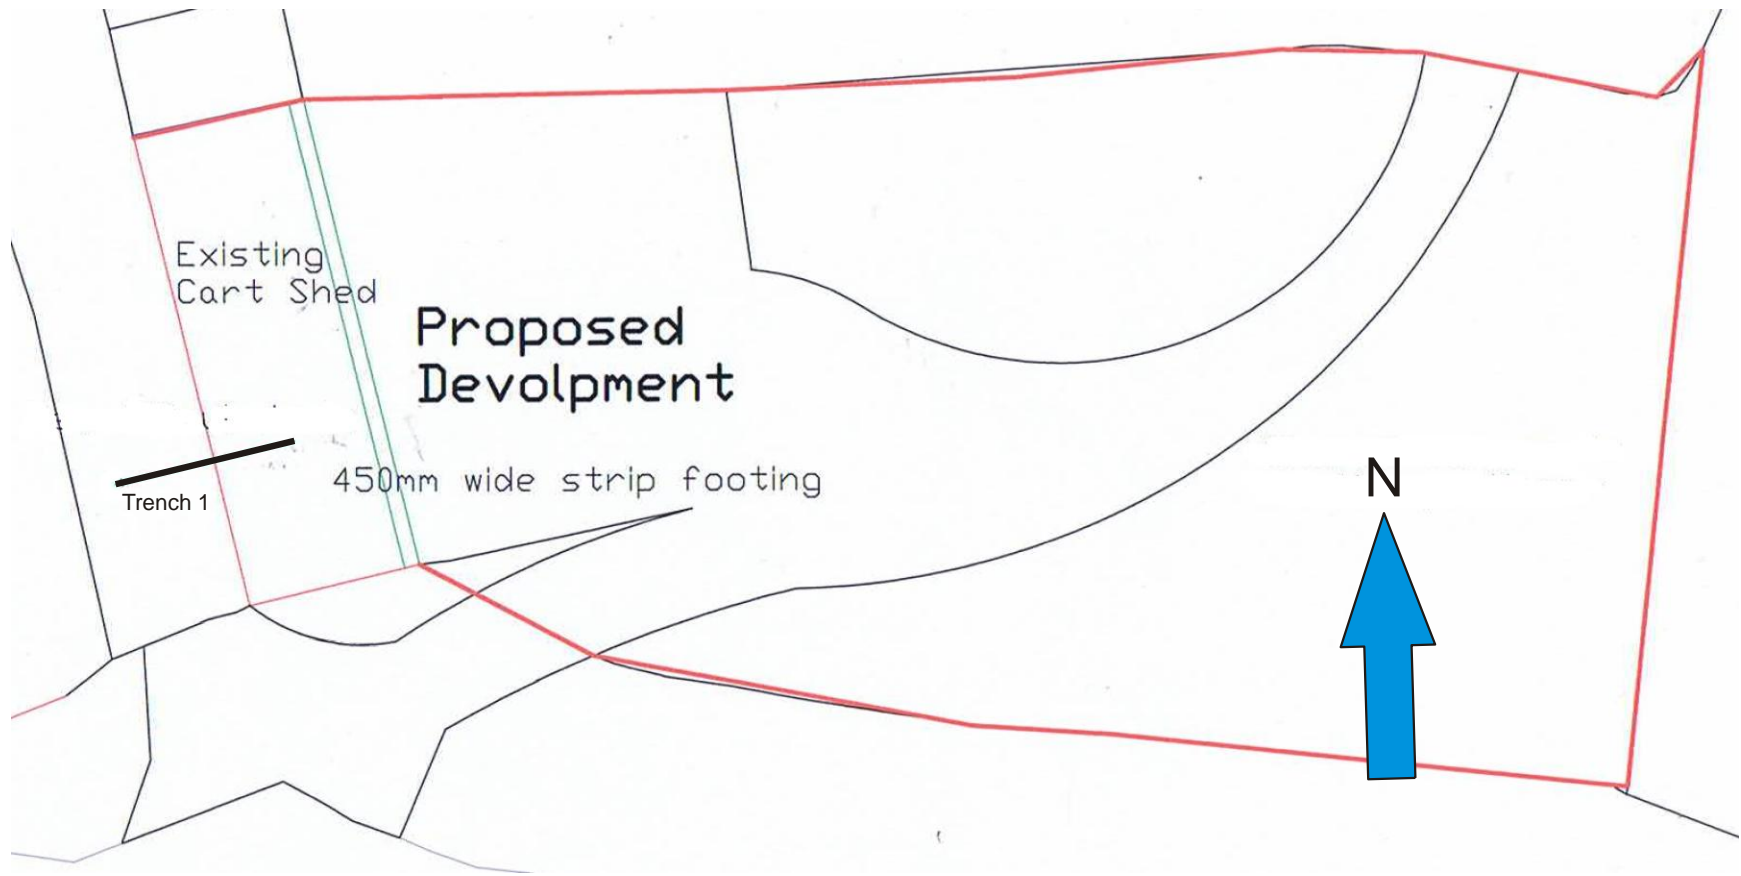 Existing
Cart Shed
Proposed
Devolpment
450mm wide strip footing
Trench 1
N